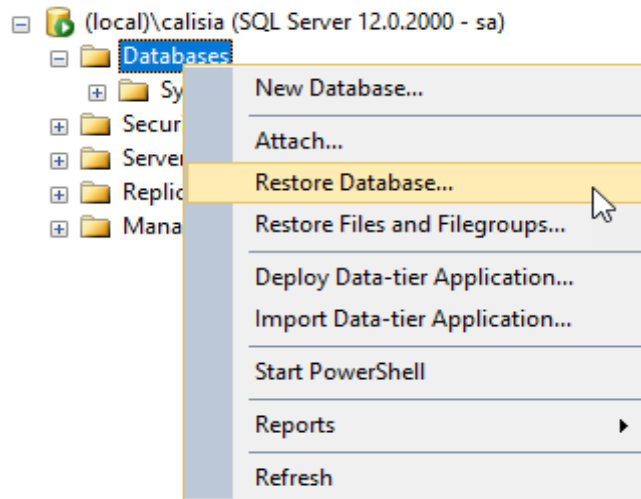 (local)\calisia (SQL Server 12.0.2000 - sa)
Databases
Sy
Secur
Server
Replic
Mana
New Database...
Attach...
Restore Database...
Restore Files and Filegroups...
Deploy Data-tier Application...
Import Data-tier Application...
Start PowerShell
Reports
Refresh